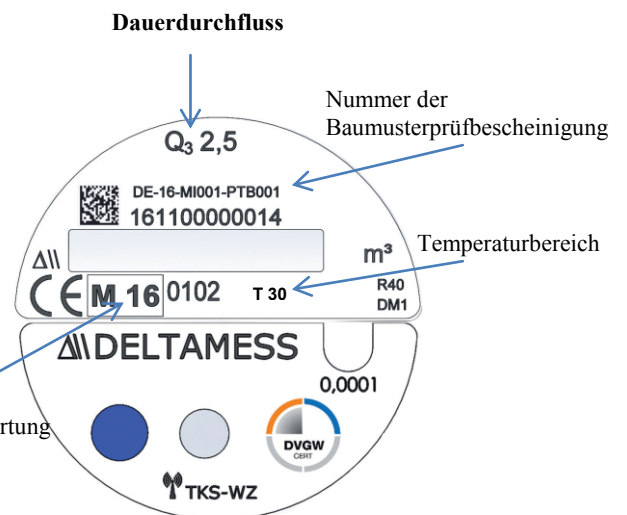 Dauerdurchfluss
Nummer der
Baumusterprüfbescheinigung
Q₃ 2,5
DE-16-MI001-PTB001
161100000014
m³
Temperaturbereich
CE M 16 0102 T 30
R40
DM1
DELTAMESS
0,0001
rtung
DVGW
CERT
TKS-WZ